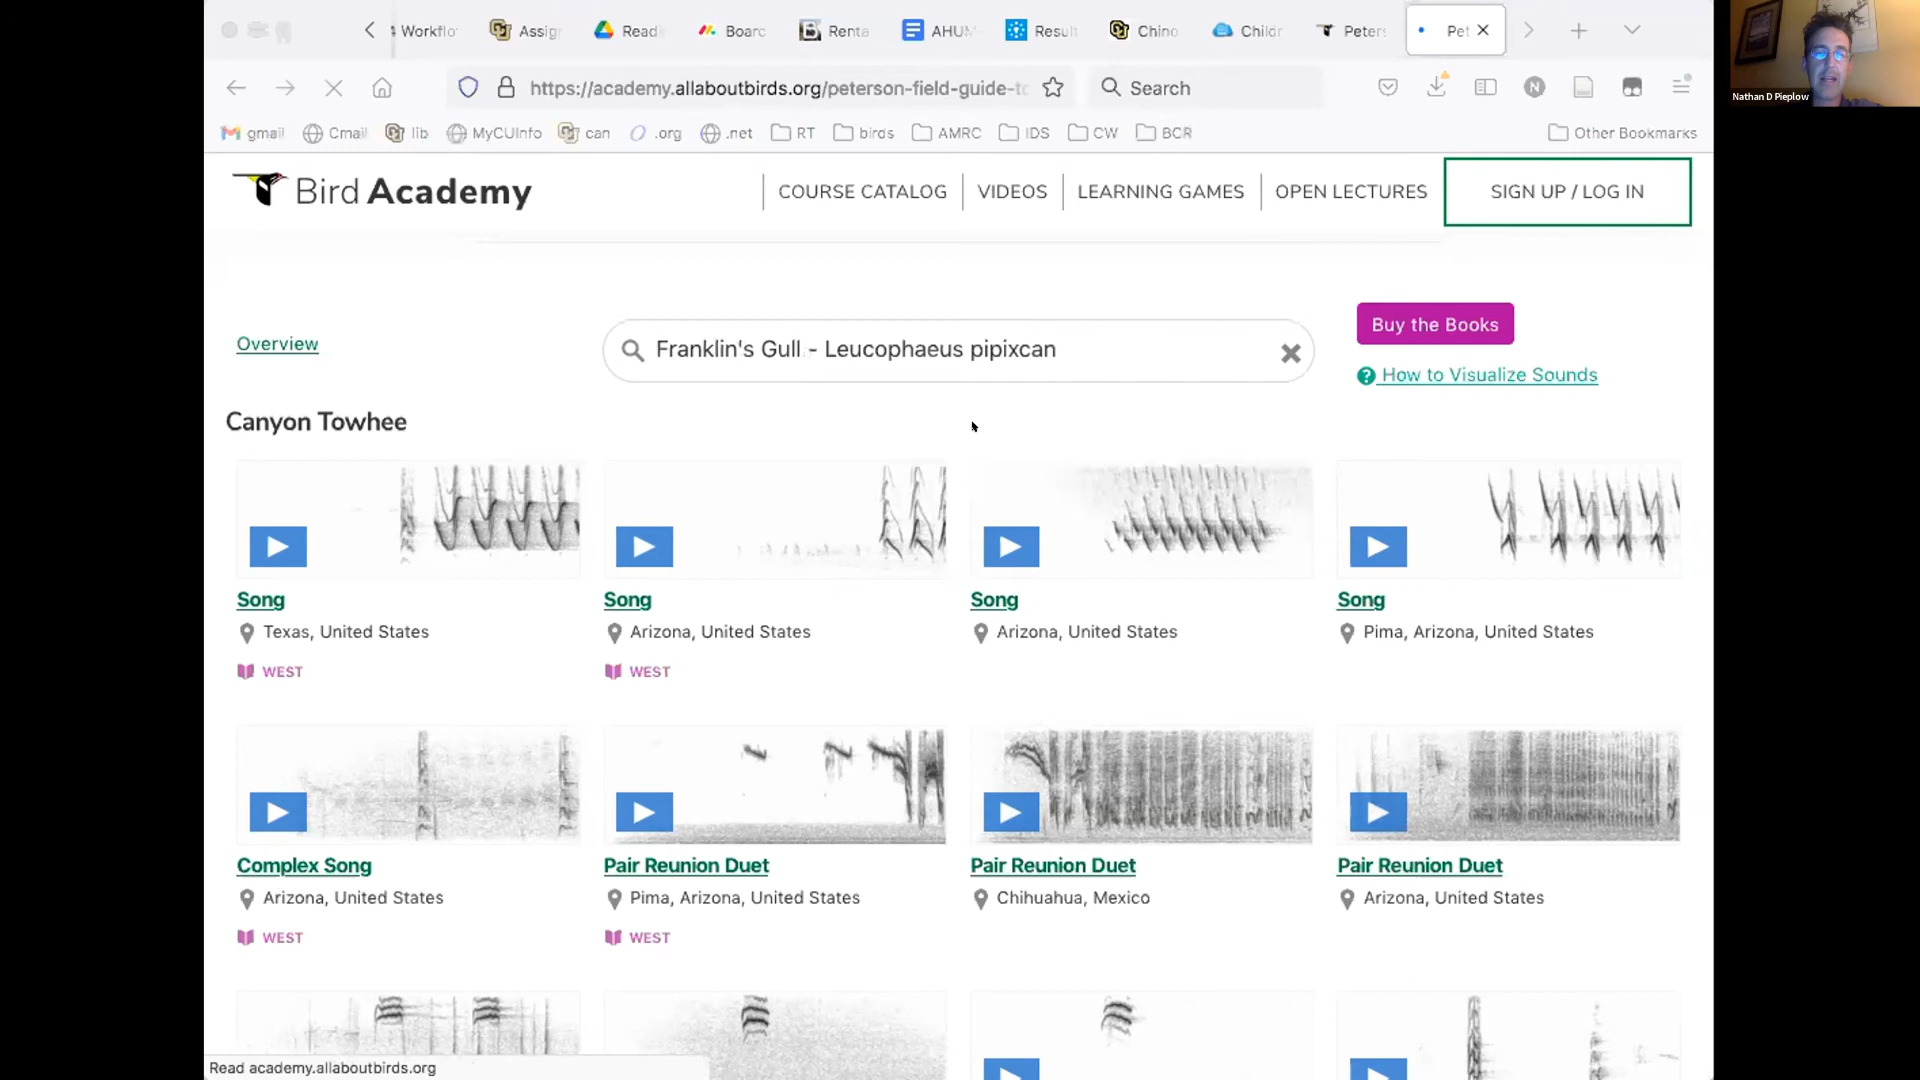 Workflo
Assig
Read
Boarc
Renta
AHUM
Result
Chino
Childr
Peters
Pet
https://academy.allaboutbirds.org/peterson-field-guide-to
Search
gmail
Cmail
lib
MyCUInfo
can
.org
.net
RT
birds
AMRC
IDS
CW
BCR
Other Bookmarks
Nathan D Pieplow
Bird Academy
COURSE CATALOG
VIDEOS
LEARNING GAMES
OPEN LECTURES
SIGN UP / LOG IN
Overview
Franklin's Gull - Leucophaeus pipixcan
Buy the Books
How to Visualize Sounds
Canyon Towhee
Song
Texas, United States
WEST
Song
Arizona, United States
WEST
Song
Arizona, United States
Song
Pima, Arizona, United States
Complex Song
Arizona, United States
WEST
Pair Reunion Duet
Pima, Arizona, United States
WEST
Pair Reunion Duet
Chihuahua, Mexico
Pair Reunion Duet
Arizona, United States
Read academy.allaboutbirds.org